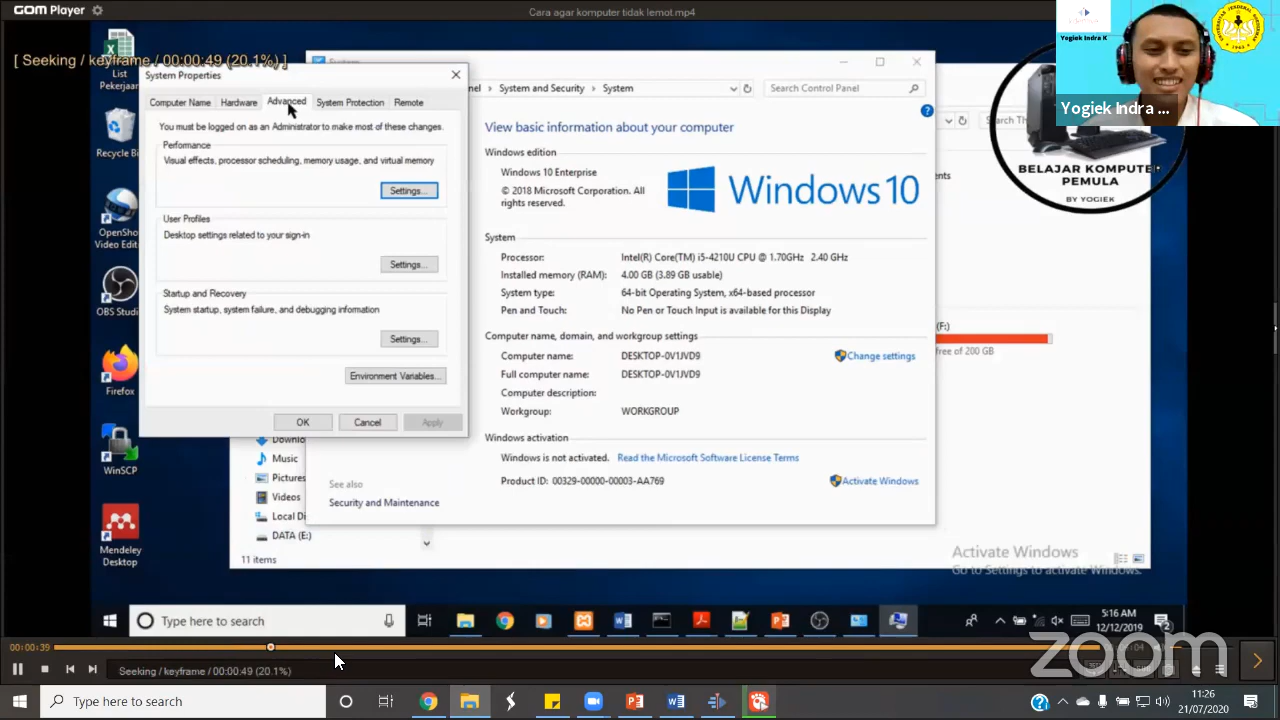 GOM Player
Cara agar komputer tidak lemot.mp4
[ Seeking / keyframe / 00:00:49 (20.1%) ]
List
Pekerjaar
Recycle B
OpenSho
Video Edit
OBS Studi
Firefox
WinSCP
Mendeley
Desktop
System Properties
Computer Name
Hardware
Advanced
System Protection
Remote
You must be logged on as an Administrator to make most of these changes.
Performance
Visual effects, processor scheduling, memory usage, and virtual memory
Settings...
User Profiles
Desktop settings related to your sign-in
Settings...
Startup and Recovery
System startup, system failure, and debugging information
Settings...
Environment Variables...
OK
Cancel
Apply
System
nel > System and Security > System
Search Control Panel
View basic information about your computer
Windows edition
Windows 10 Enterprise
© 2018 Microsoft Corporation. All
rights reserved.
Windows 10
System
Processor: Intel(R) Core(TM) i5-4210U CPU @ 1.70GHz 2.40 GHz
Installed memory (RAM): 4.00 GB (3.89 GB usable)
System type: 64-bit Operating System, x64-based processor
Pen and Touch: No Pen or Touch Input is available for this Display
Computer name, domain, and workgroup settings
Computer name: DESKTOP-0V1JVD9
Change settings
Full computer name: DESKTOP-0V1JVD9
Computer description:
Workgroup: WORKGROUP
Windows activation
Windows is not activated. Read the Microsoft Software License Terms
Product ID: 00329-00000-00003-AA769
Activate Windows
See also
Security and Maintenance
Downlo
Music
Pictures
Videos
Local Di
DATA (E:)
11 items
Search Th
ents
(F:)
free of 200 GB
Yogiek Indra K
Yogiek Indra ...
BELAJAR KOMPUTER
PEMULA
BY YOGIEK
Activate Windows
Go to Settings to activate Windows.
Type here to search
5:16 AM
12/12/2019
2
00:00:39
Seeking / keyframe / 00:00:49 (20.1%)
zoom
Type here to search
11:26
21/07/2020